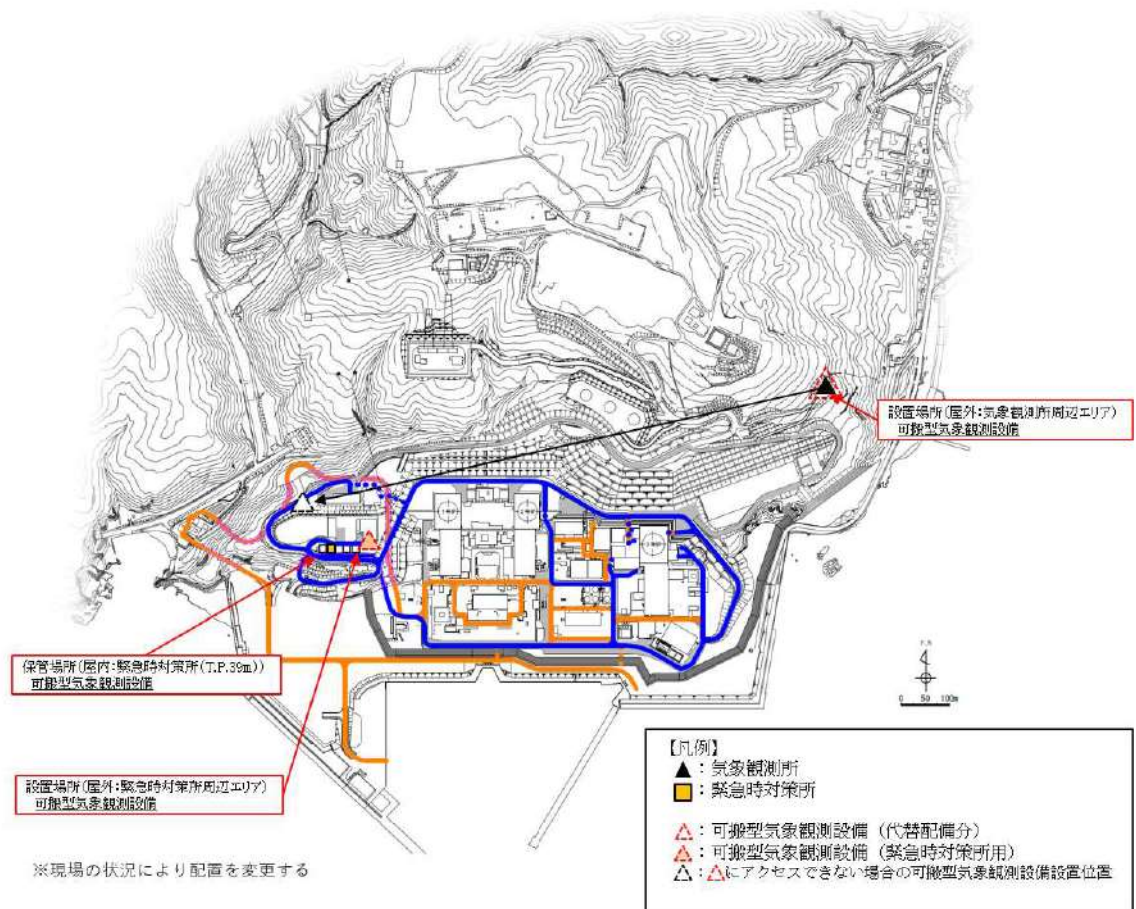 設置場所(屋外:気象観測所周辺エリア)
可搬型気象観測設備
保管場所(屋内:緊急時対策所(T.P.39m))
可搬型気象観測設備
設置場所(屋外:緊急時対策所周辺エリア)
可搬型気象観測設備
0 50 100m
※現場の状況により配置を変更する
【凡例】
▲:気象観測所
■:緊急時対策所
△:可搬型気象観測設備(代替配備分)
△:可搬型気象観測設備(緊急時対策所用)
△:△にアクセスできない場合の可搬型気象観測設備設置位置